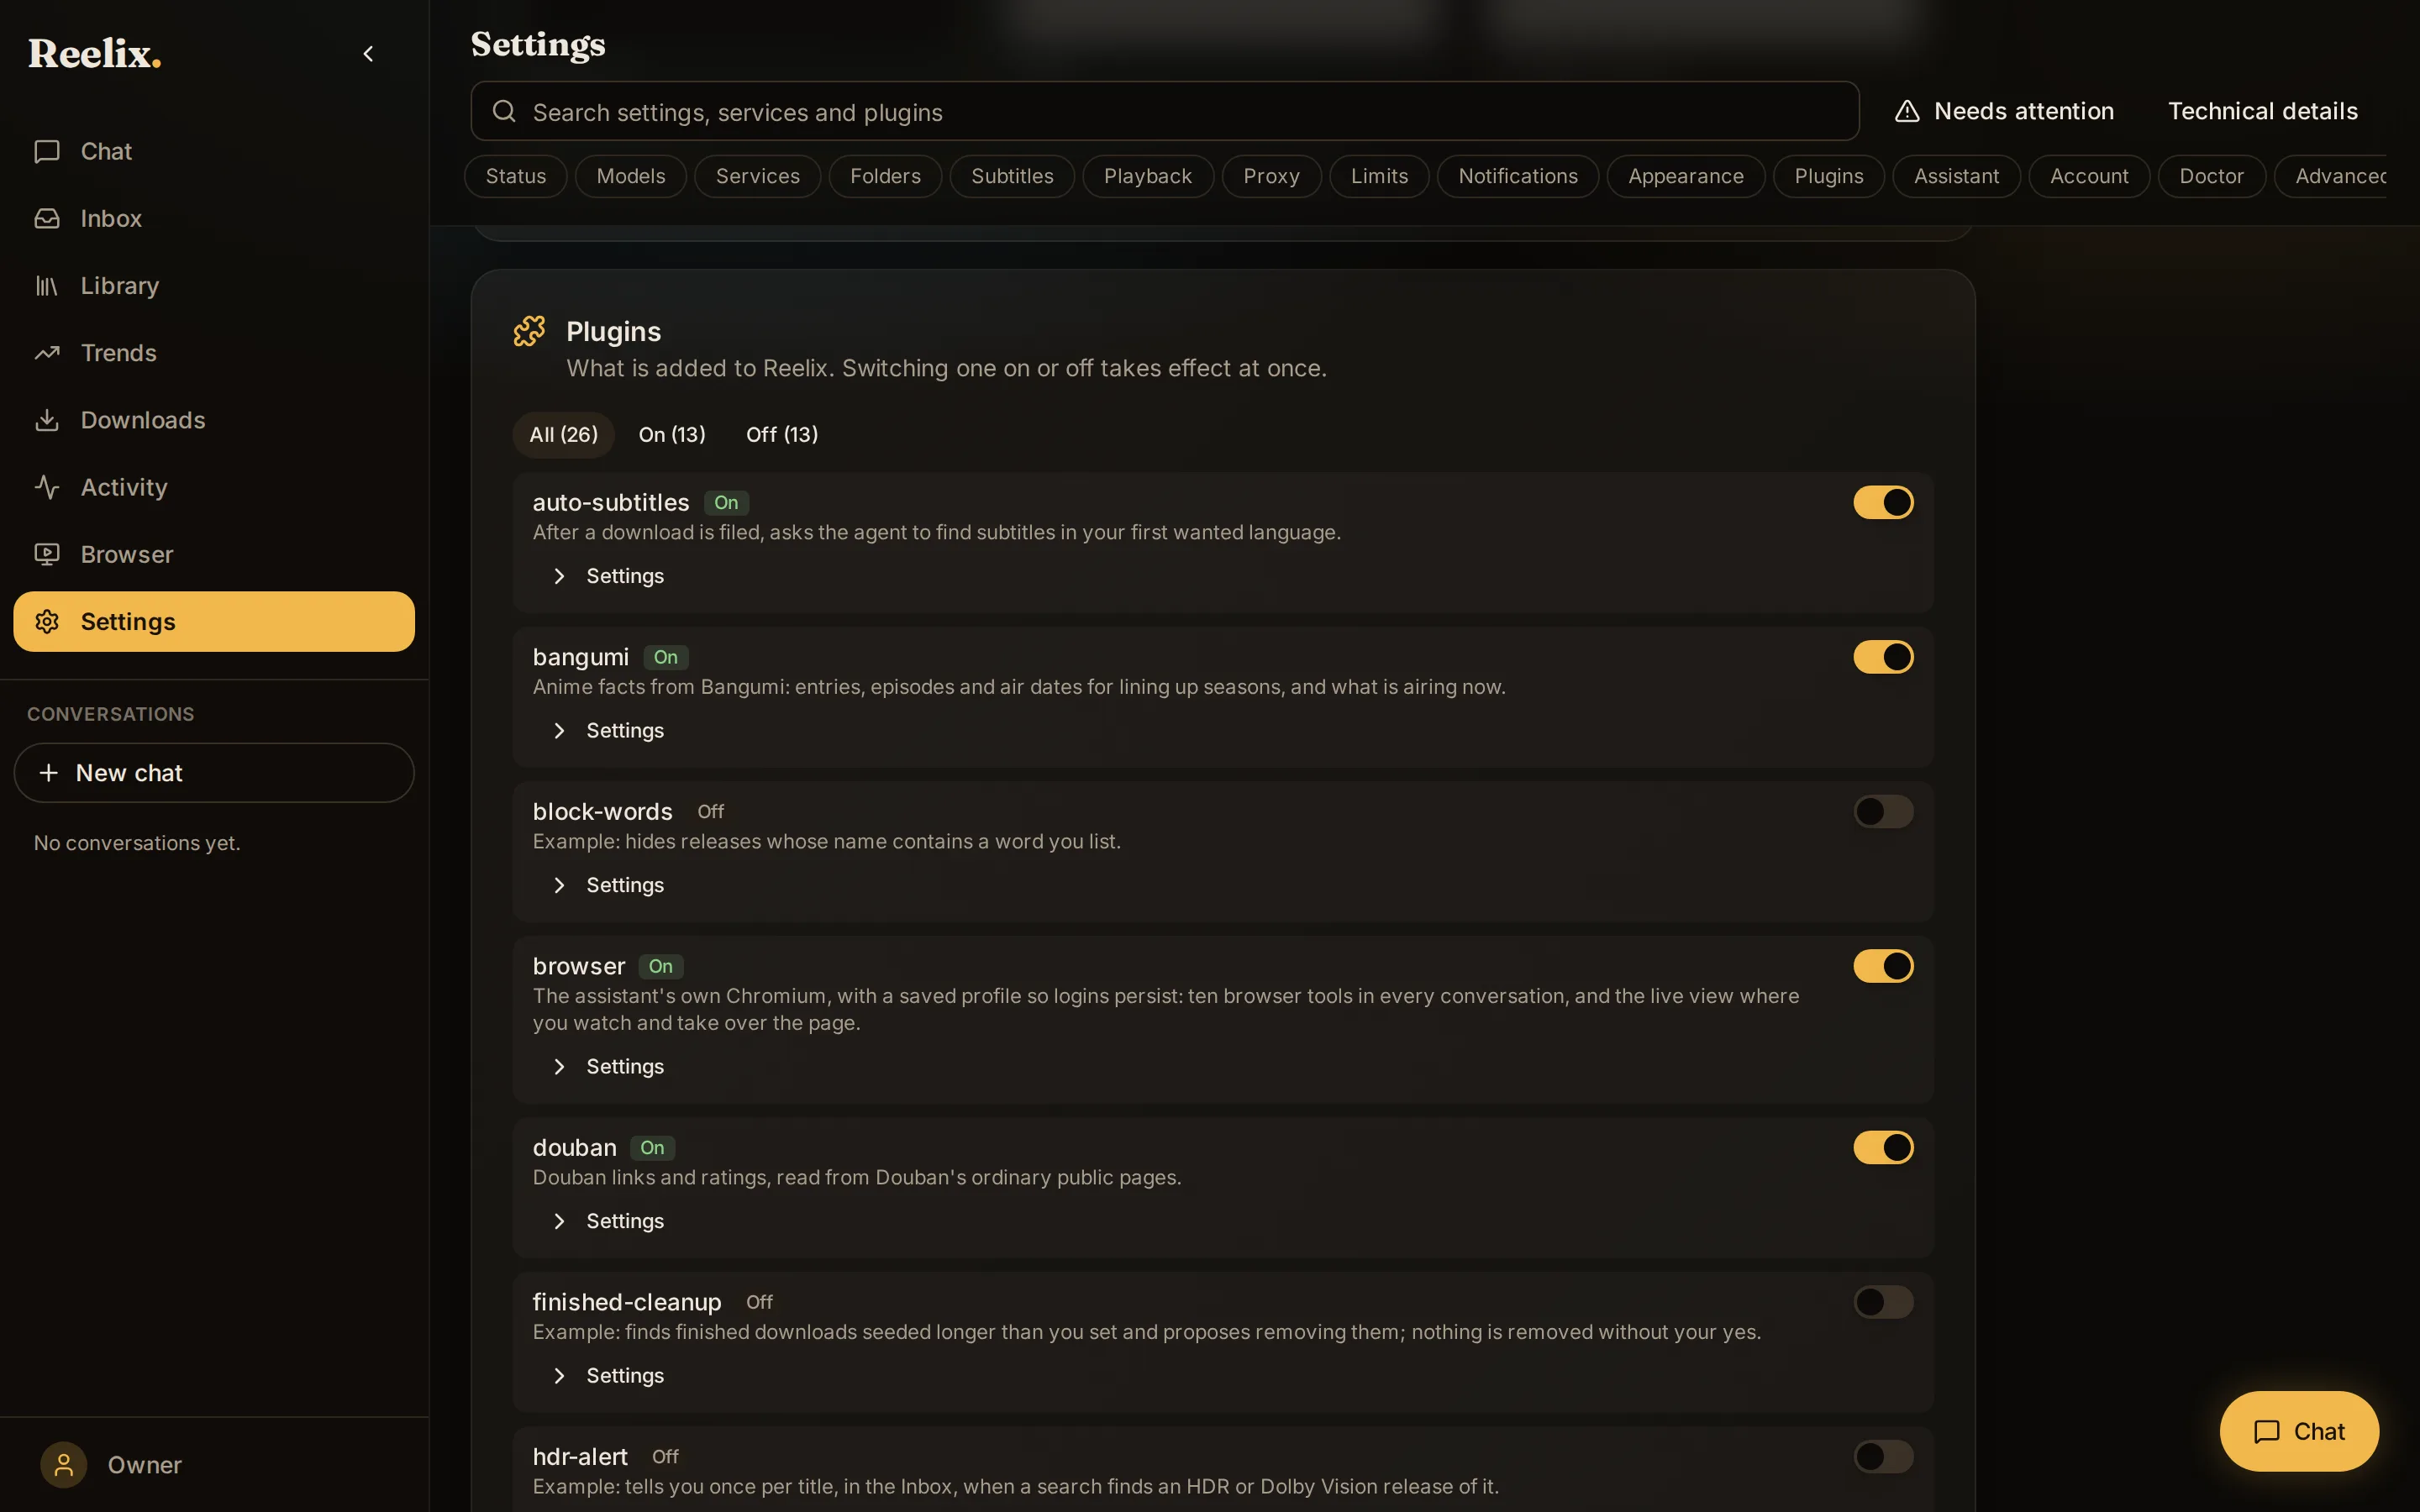 Reelix.
Chat
Inbox
Library
Trends
Downloads
Activity
Browser
Settings
CONVERSATIONS
New chat
No conversations yet.
Owner
Settings
Search settings, services and plugins
Needs attention
Technical details
Status
Models
Services
Folders
Subtitles
Playback
Proxy
Limits
Notifications
Appearance
Plugins
Assistant
Account
Doctor
Advanced
Plugins
What is added to Reelix. Switching one on or off takes effect at once.
All (26)
On (13)
Off (13)
auto-subtitles On
After a download is filed, asks the agent to find subtitles in your first wanted language.
Settings
bangumi On
Anime facts from Bangumi: entries, episodes and air dates for lining up seasons, and what is airing now.
Settings
block-words Off
Example: hides releases whose name contains a word you list.
Settings
browser On
The assistant's own Chromium, with a saved profile so logins persist: ten browser tools in every conversation, and the live view where
you watch and take over the page.
Settings
douban On
Douban links and ratings, read from Douban's ordinary public pages.
Settings
finished-cleanup Off
Example: finds finished downloads seeded longer than you set and proposes removing them; nothing is removed without your yes.
Settings
hdr-alert Off
Example: tells you once per title, in the Inbox, when a search finds an HDR or Dolby Vision release of it.
Chat